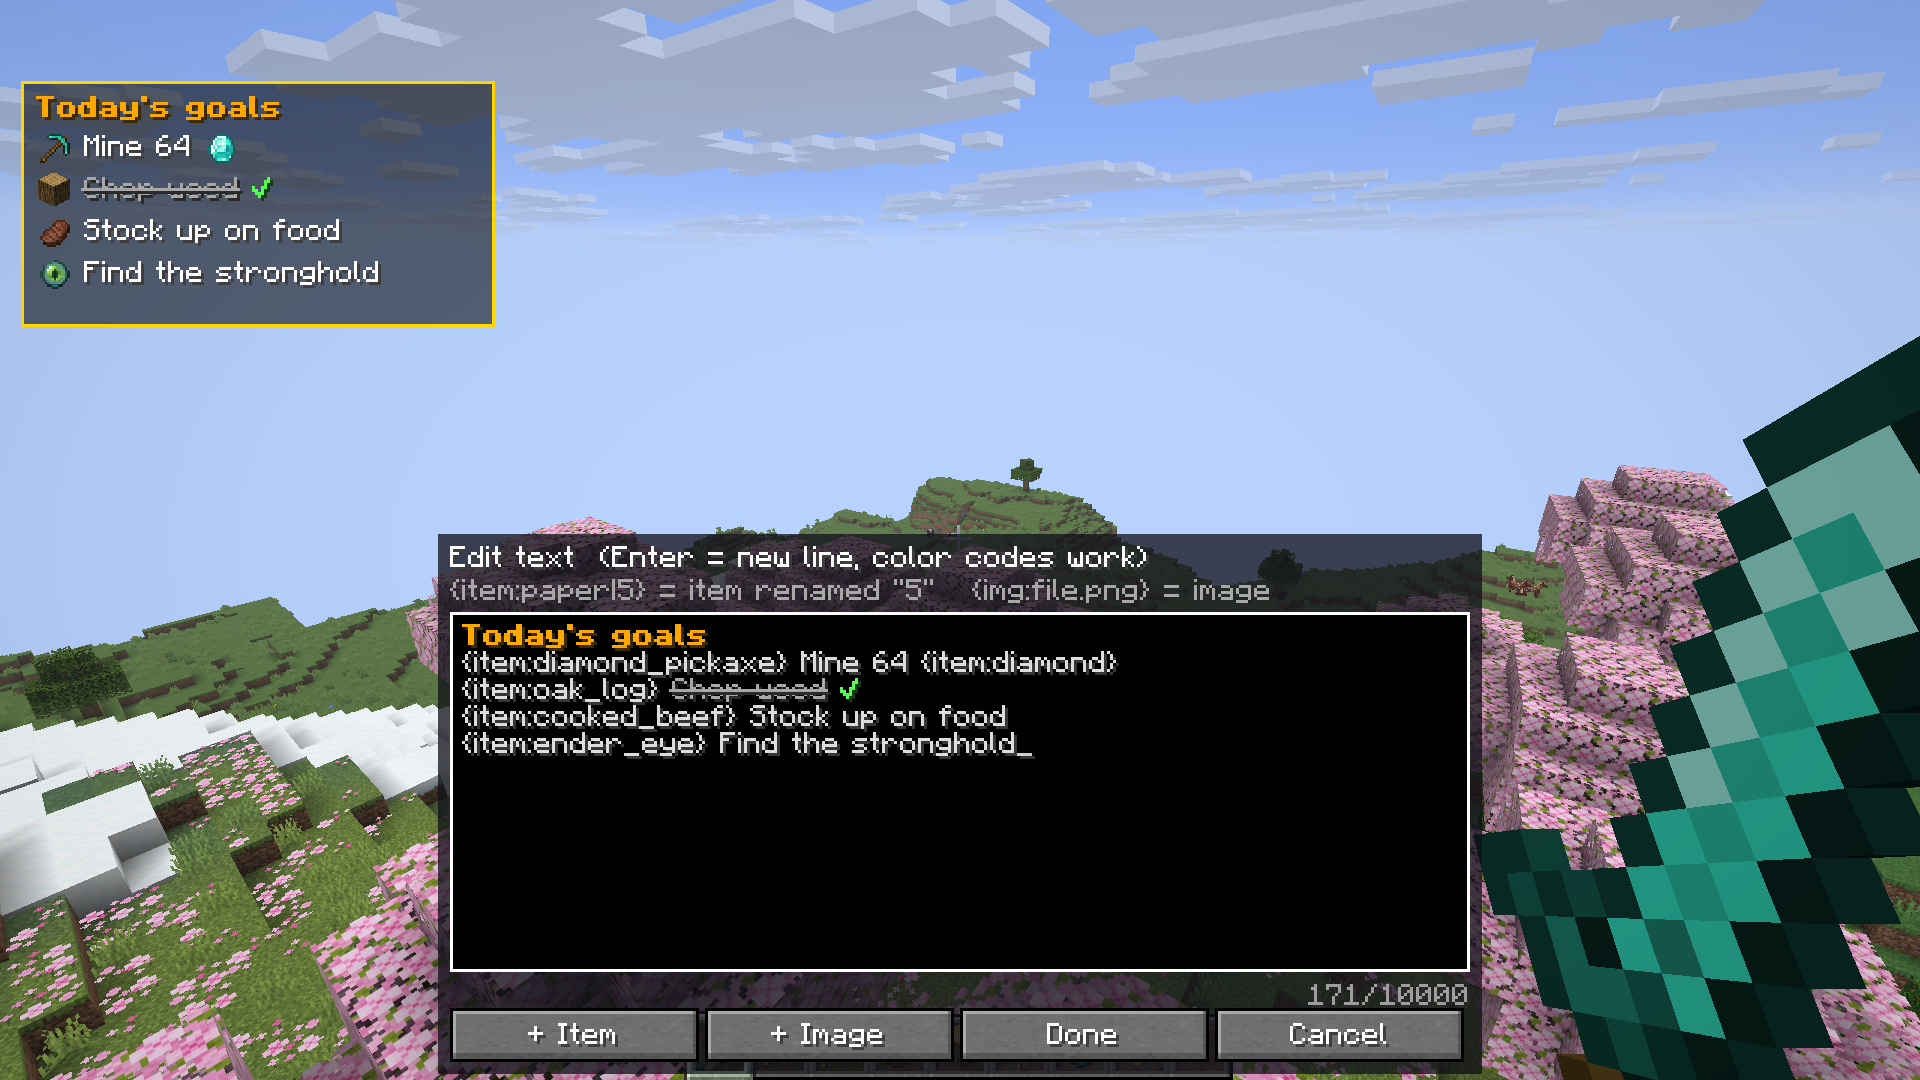 Today's goals
Mine 64
Chop wood ✓
Stock up on food
Find the stronghold
Edit text (Enter = new line, color codes work)
{item:paper|5} = item renamed "5" {img:file.png} = image
Today's goals
{item:diamond_pickaxe} Mine 64 {item:diamond}
{item:oak_log} Chop wood ✓
{item:cooked_beef} Stock up on food
{item:ender_eye} Find the stronghold_
171/10000
+ Item
+ Image
Done
Cancel